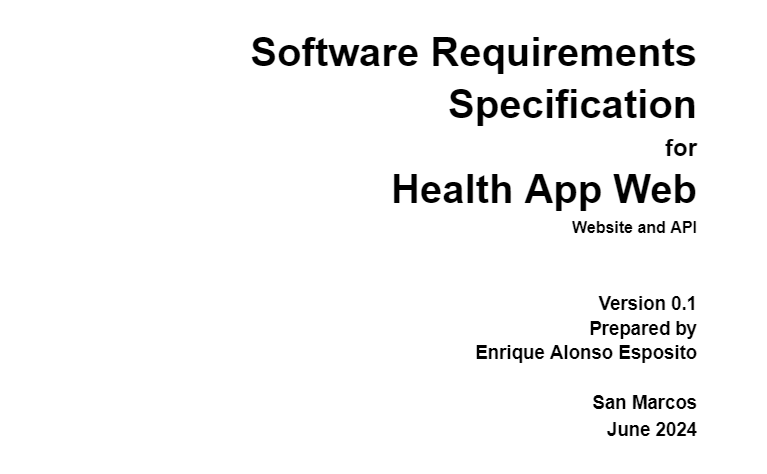 Software Requirements
Specification
for
Health App Web
Website and API
Version 0.1
Prepared by
Enrique Alonso Esposito
San Marcos
June 2024